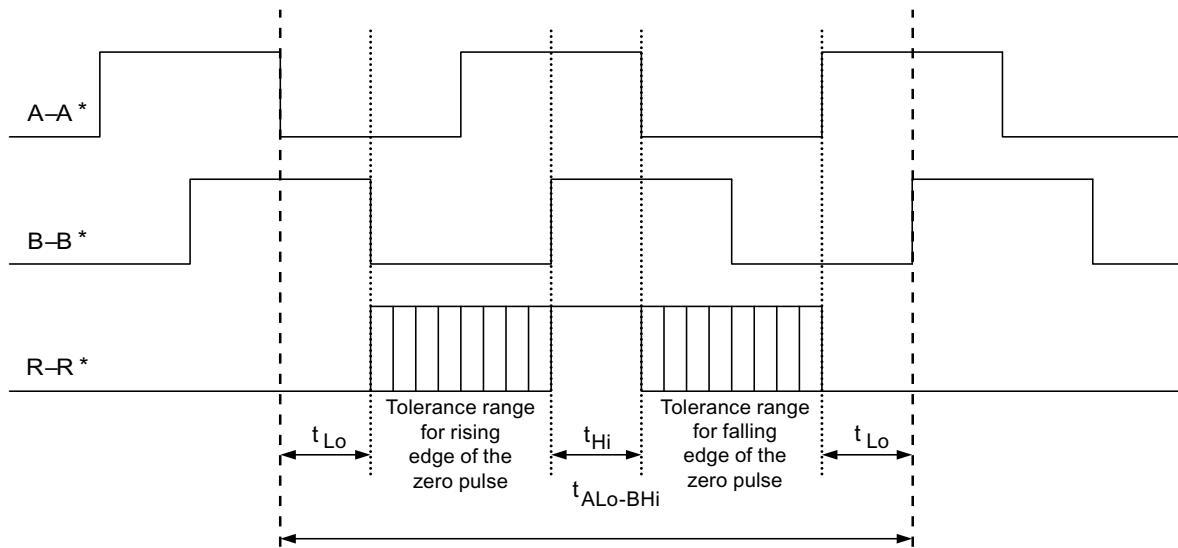 A–A*
B–B*
R–R*
t Lo
Tolerance range
for rising
edge of the
zero pulse
t Hi
Tolerance range
for falling
edge of the
zero pulse
t Lo
t ALo-BHi